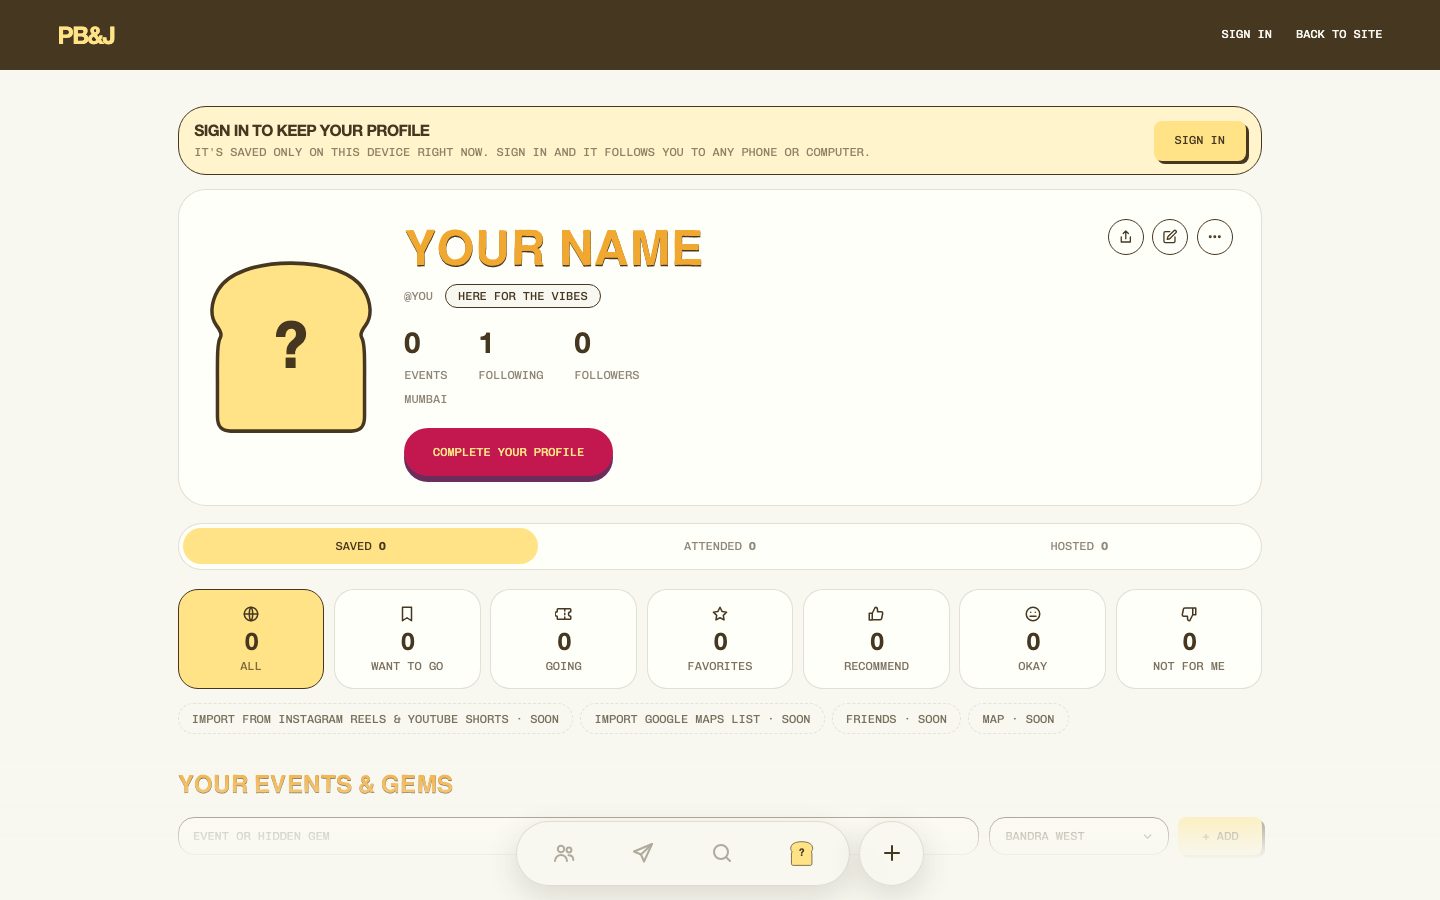 PB&J
SIGN IN BACK TO SITE
SIGN IN TO KEEP YOUR PROFILE
IT'S SAVED ONLY ON THIS DEVICE RIGHT NOW. SIGN IN AND IT FOLLOWS YOU TO ANY PHONE OR COMPUTER.
SIGN IN
?
YOUR NAME
@YOU HERE FOR THE VIBES
0 1 0
EVENTS FOLLOWING FOLLOWERS
MUMBAI
COMPLETE YOUR PROFILE
SAVED 0 ATTENDED 0 HOSTED 0
0 0 0 0 0 0 0
ALL WANT TO GO GOING FAVORITES RECOMMEND OKAY NOT FOR ME
IMPORT FROM INSTAGRAM REELS & YOUTUBE SHORTS · SOON IMPORT GOOGLE MAPS LIST · SOON FRIENDS · SOON MAP · SOON
YOUR EVENTS & GEMS
EVENT OR HIDDEN GEM BANDRA WEST + ADD
?